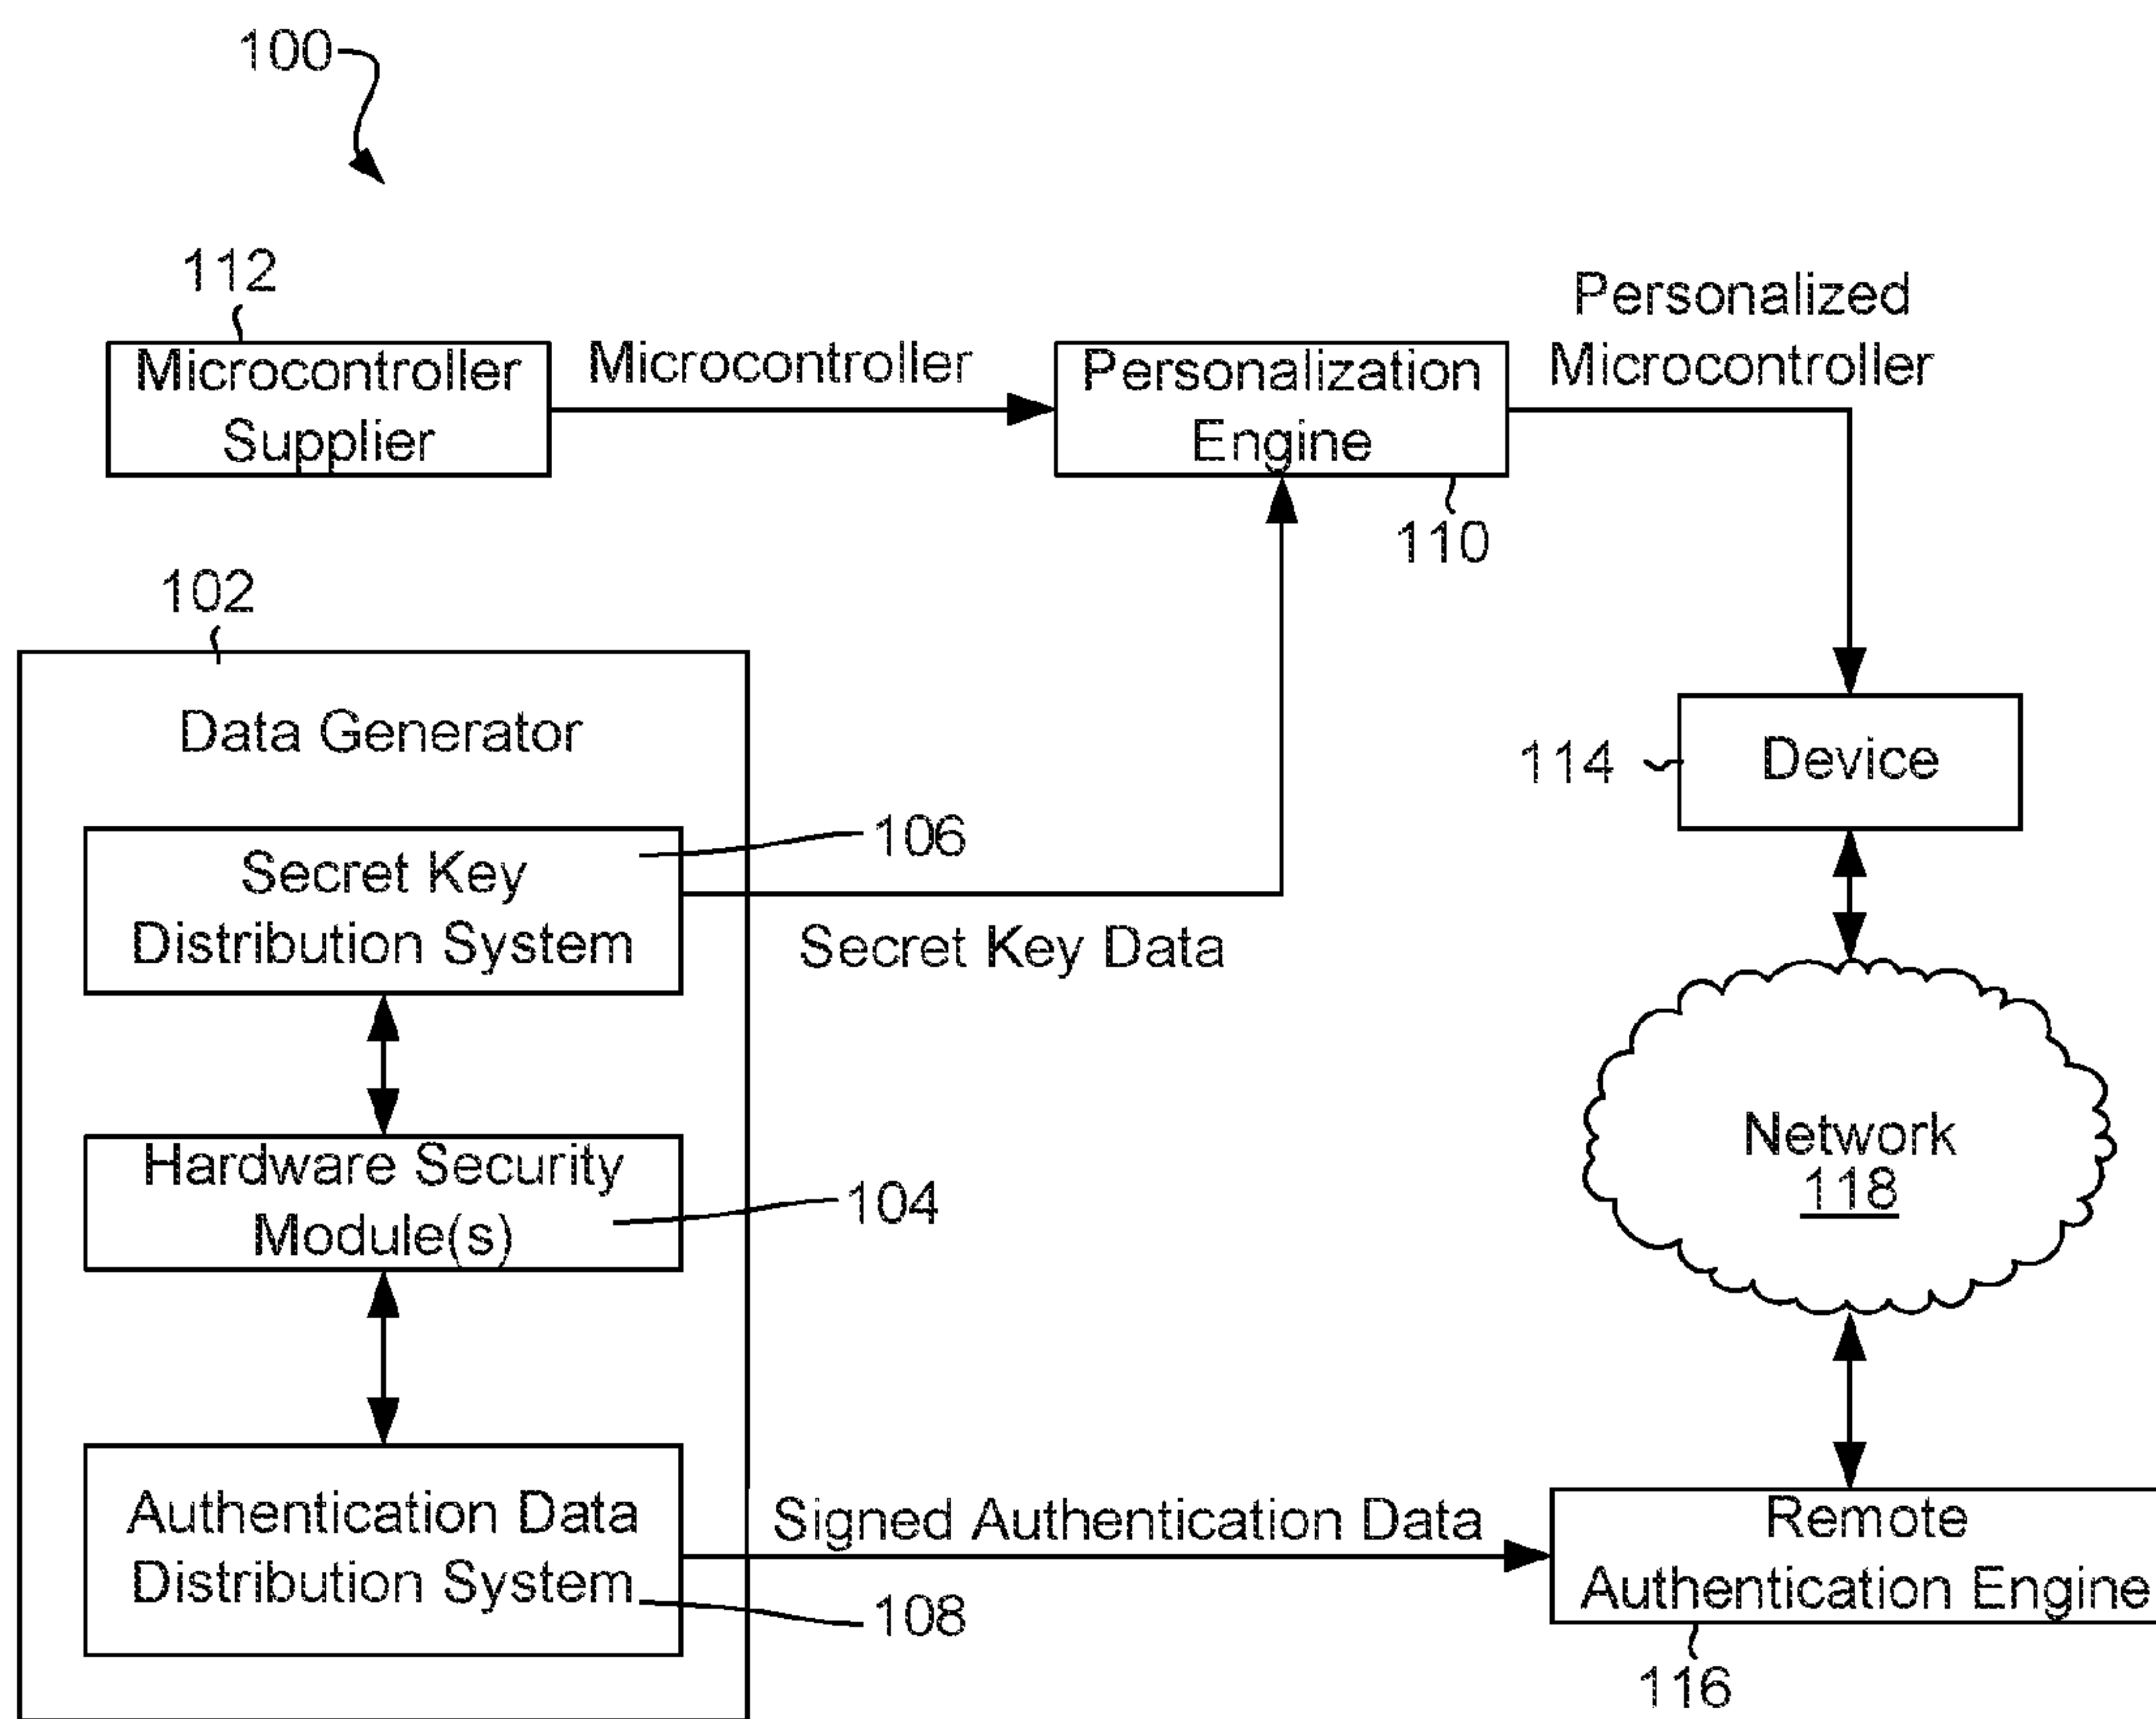 100
112
Microcontroller
Supplier
Microcontroller
Personalization
Engine
110
Personalized
Microcontroller
102
Data Generator
Secret Key
Distribution System
106
Secret Key Data
114
Device
Hardware Security
Module(s)
104
Network
118
Authentication Data
Distribution System
108
Signed Authentication Data
Remote
Authentication Engine
116